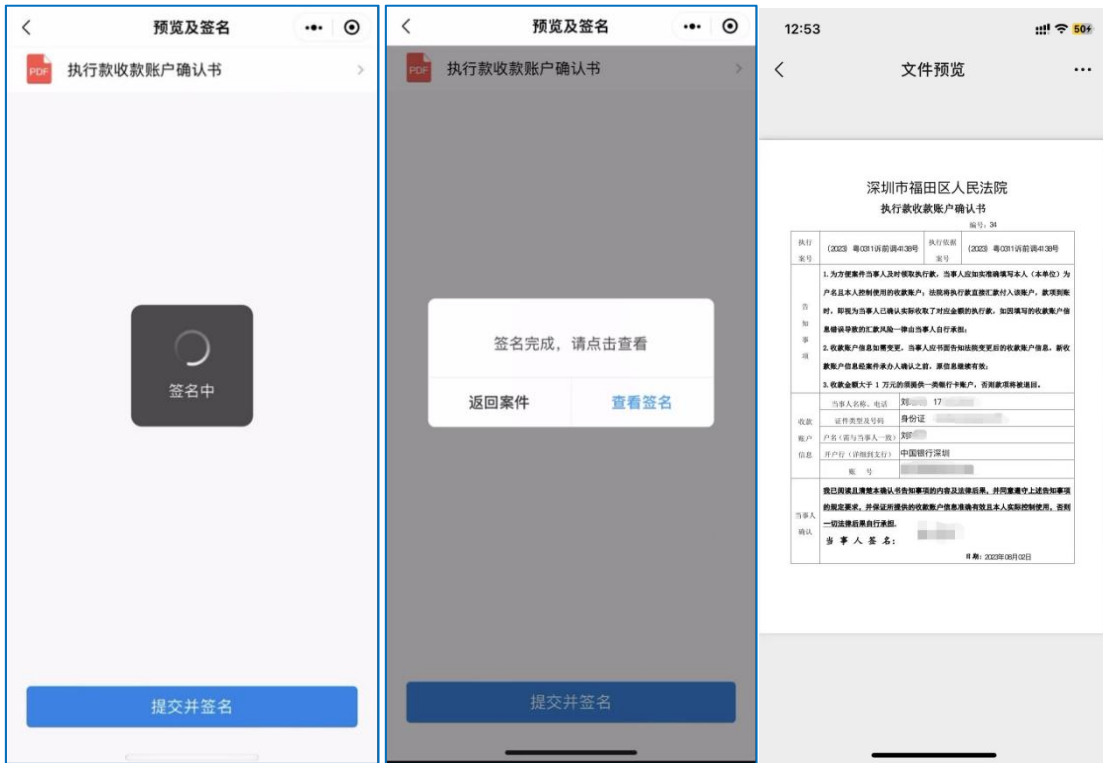 预览及签名
PDF 执行款收款账户确认书
签名中
提交并签名
预览及签名
PDF 执行款收款账户确认书
签名完成，请点击查看
返回案件 查看签名
提交并签名
12:53 50
文件预览
深圳市福田区人民法院
执行款收款账户确认书
编号：34
执行案号 (2023) 粤0311诉前调4138号 执行依据案号 (2023) 粤0311诉前调4138号
告知事项
1. 为方便案件当事人及时领取执行款，当事人应如实准确填写本人（本单位）为
户名且本人控制使用的收款账户；法院将执行款直接汇款付入该账户，款项到账
时，即视为当事人已确认实际收取了对应金额的执行款，如因填写的收款账户信
息错误导致的汇款风险一律由当事人自行承担；
2. 收款账户信息如需变更，当事人应书面告知法院变更后的收款账户信息，新收
款账户信息经案件承办人确认之前，原信息继续有效；
3. 收款金额大于 1 万元的须提供一类银行卡账户，否则款项将被退回。
收款账户信息
当事人名称、电话 刘 17
证件类型及号码 身份证
户名（需与当事人一致） 刘
开户行（详细到支行） 中国银行深圳
账 号
当事人确认
我已阅读且清楚本确认书告知事项的内容及法律后果，并同意遵守上述告知事项
的规定要求，并保证所提供的收款账户信息准确有效且本人实际控制使用，否则
一切法律后果自行承担。
当 事 人 签 名：
日期：2023年08月02日